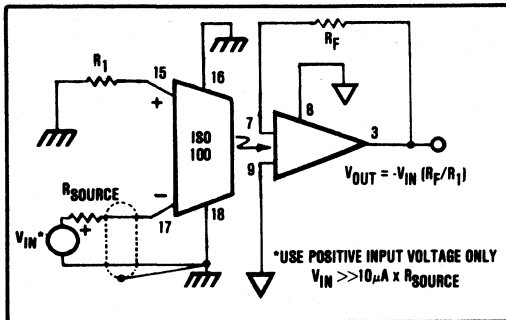 R1
15
+
16
ISO
100
RF
7
8
9
3
VOUT = -VIN (RF/R1)
RSOURCE
−
17
18
VIN*
+
*USE POSITIVE INPUT VOLTAGE ONLY
VIN >>10μA x RSOURCE